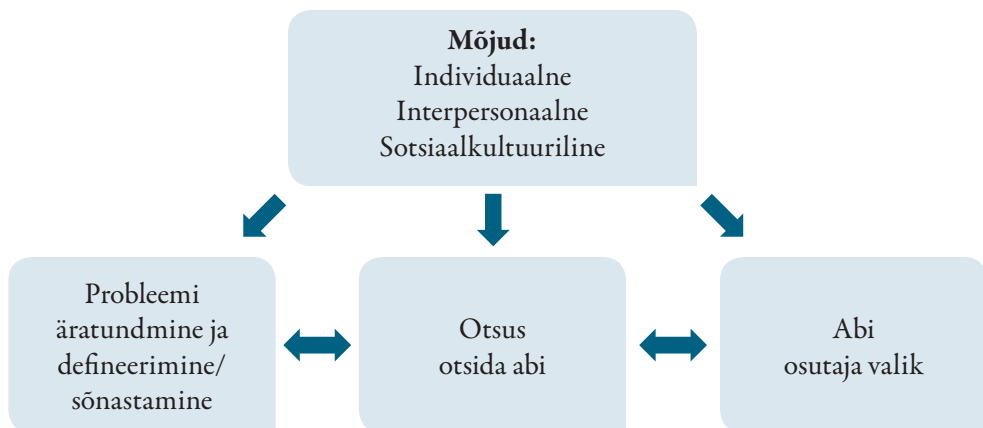 Mõjud:
Individuaalne
Interpersonaalne
Sotsiaalkultuuriline
Probleemi
äratundmine ja
defineerimine/
sõnastamine
Otsus
otsida abi
Abi
osutaja valik